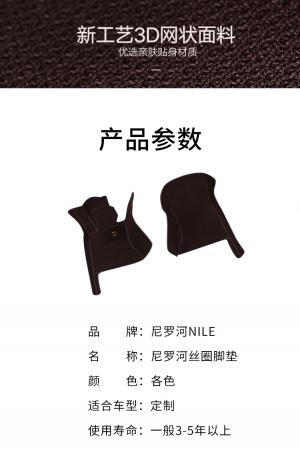 新工艺3D网状面料
优选亲肤贴身材质
产品参数
品 牌：尼罗河NILE
名 称：尼罗河丝圈脚垫
颜 色：各色
适合车型：定制
使用寿命：一般3-5年以上